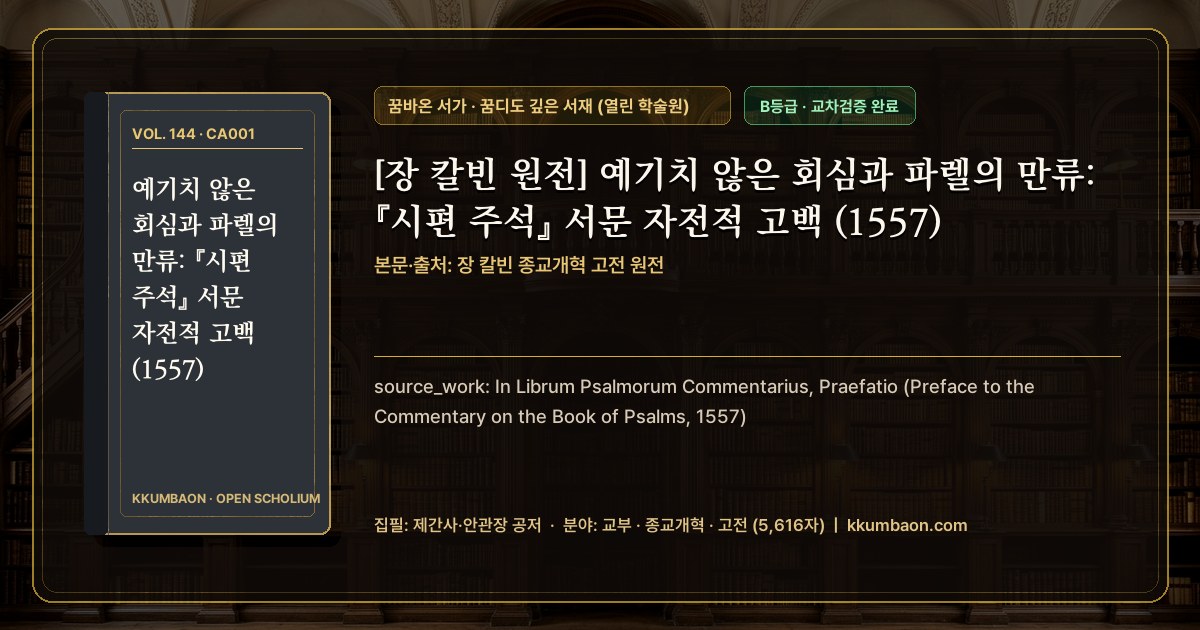 VOL. 144 · CA001
예기치 않은
회심과 파렐의
만류: 『시편
주석』 서문
자전적 고백
(1557)
KKUMBAON · OPEN SCHOLIUM
꿈바온 서가 · 꿈디도 깊은 서재 (열린 학술원)
B등급 · 교차검증 완료
[장 칼빈 원전] 예기치 않은 회심과 파렐의 만류:
『시편 주석』 서문 자전적 고백 (1557)
본문·출처: 장 칼빈 종교개혁 고전 원전
source_work: In Librum Psalmorum Commentarius, Praefatio (Preface to the
Commentary on the Book of Psalms, 1557)
집필: 제간사·안관장 공저 · 분야: 교부 · 종교개혁 · 고전 (5,616자) | kkumbaon.com